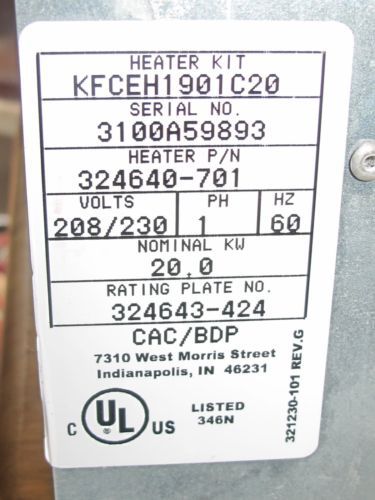 HEATER KIT
KFCEH1901C20
SERIAL NO.
3100A59893
HEATER P/N
324640-701
VOLTS PH HZ
208/230 1 60
NOMINAL KW
20.0
RATING PLATE NO.
324643-424
CAC/BDP
7310 West Morris Street
Indianapolis, IN 46231
C UL US
LISTED
346N
321230-101 REV.G